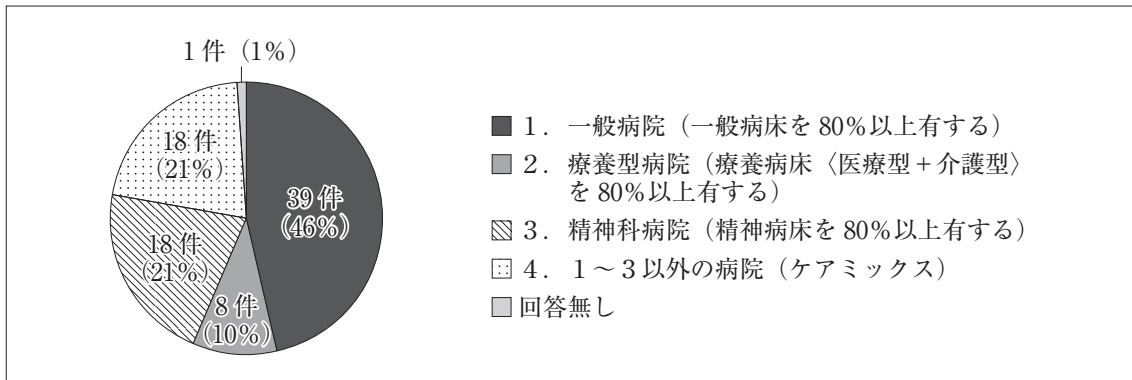 1件（1%）
18件
（21%）
39件
（46%）
18件
（21%）
8件
（10%）
1．一般病院（一般病床を80%以上有する）
2．療養型病院（療養病床〈医療型＋介護型〉
を80%以上有する）
3．精神科病院（精神病床を80%以上有する）
4．1～3以外の病院（ケアミックス）
回答無し